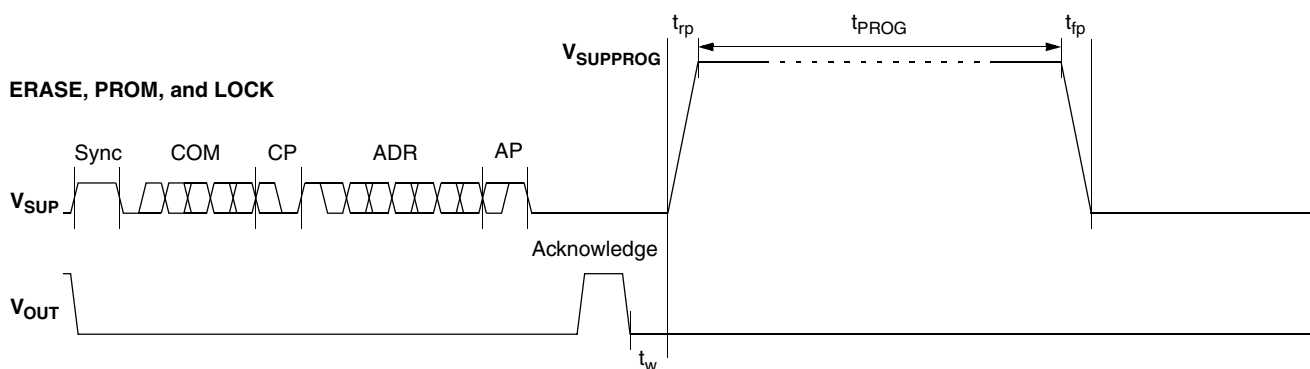 t_rp t_PROG t_fp
V_SUPPROG
ERASE, PROM, and LOCK
Sync COM CP ADR AP
V_SUP
Acknowledge
V_OUT
t_w